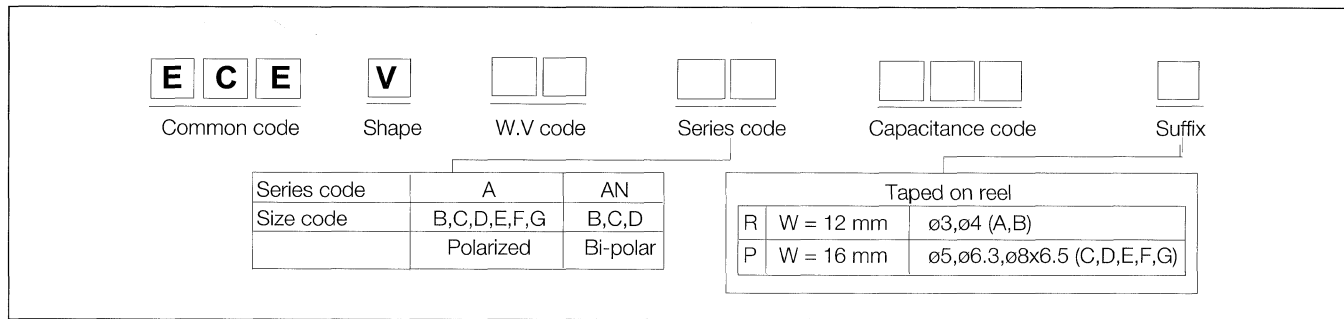 E C E V
Common code Shape W.V code Series code Capacitance code Suffix
Series code A AN
Size code B,C,D,E,F,G B,C,D
Polarized Bi-polar
Taped on reel
R W = 12 mm ø3,ø4 (A,B)
P W = 16 mm ø5,ø6.3,ø8x6.5 (C,D,E,F,G)